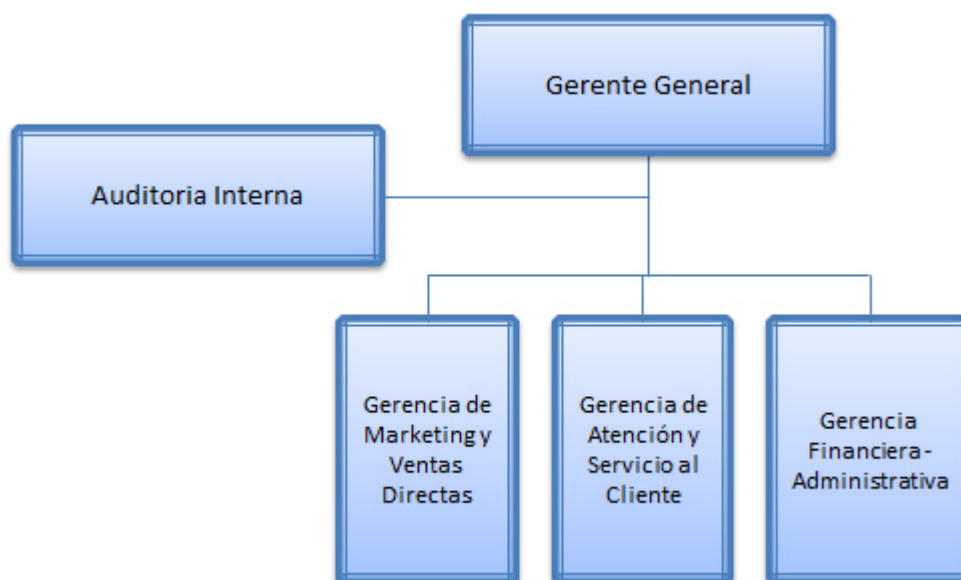 Gerente General
Auditoria Interna
Gerencia de
Marketing y
Ventas
Directas
Gerencia de
Atención y
Servicio al
Cliente
Gerencia
Financiera-
Administrativa